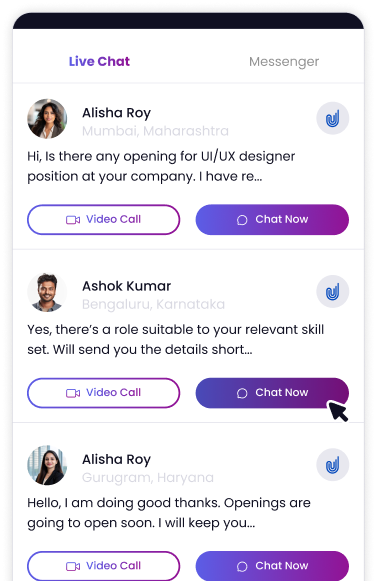 Live Chat
Messenger
Alisha Roy
Mumbai, Maharashtra
Hi, Is there any opening for UI/UX designer
position at your company. I have re...
Video Call
Chat Now
Ashok Kumar
Bengaluru, Karnataka
Yes, there’s a role suitable to your relevant skill
set. Will send you the details short...
Video Call
Chat Now
Alisha Roy
Gurugram, Haryana
Hello, I am doing good thanks. Openings are
going to open soon. I will keep you...
Video Call
Chat Now